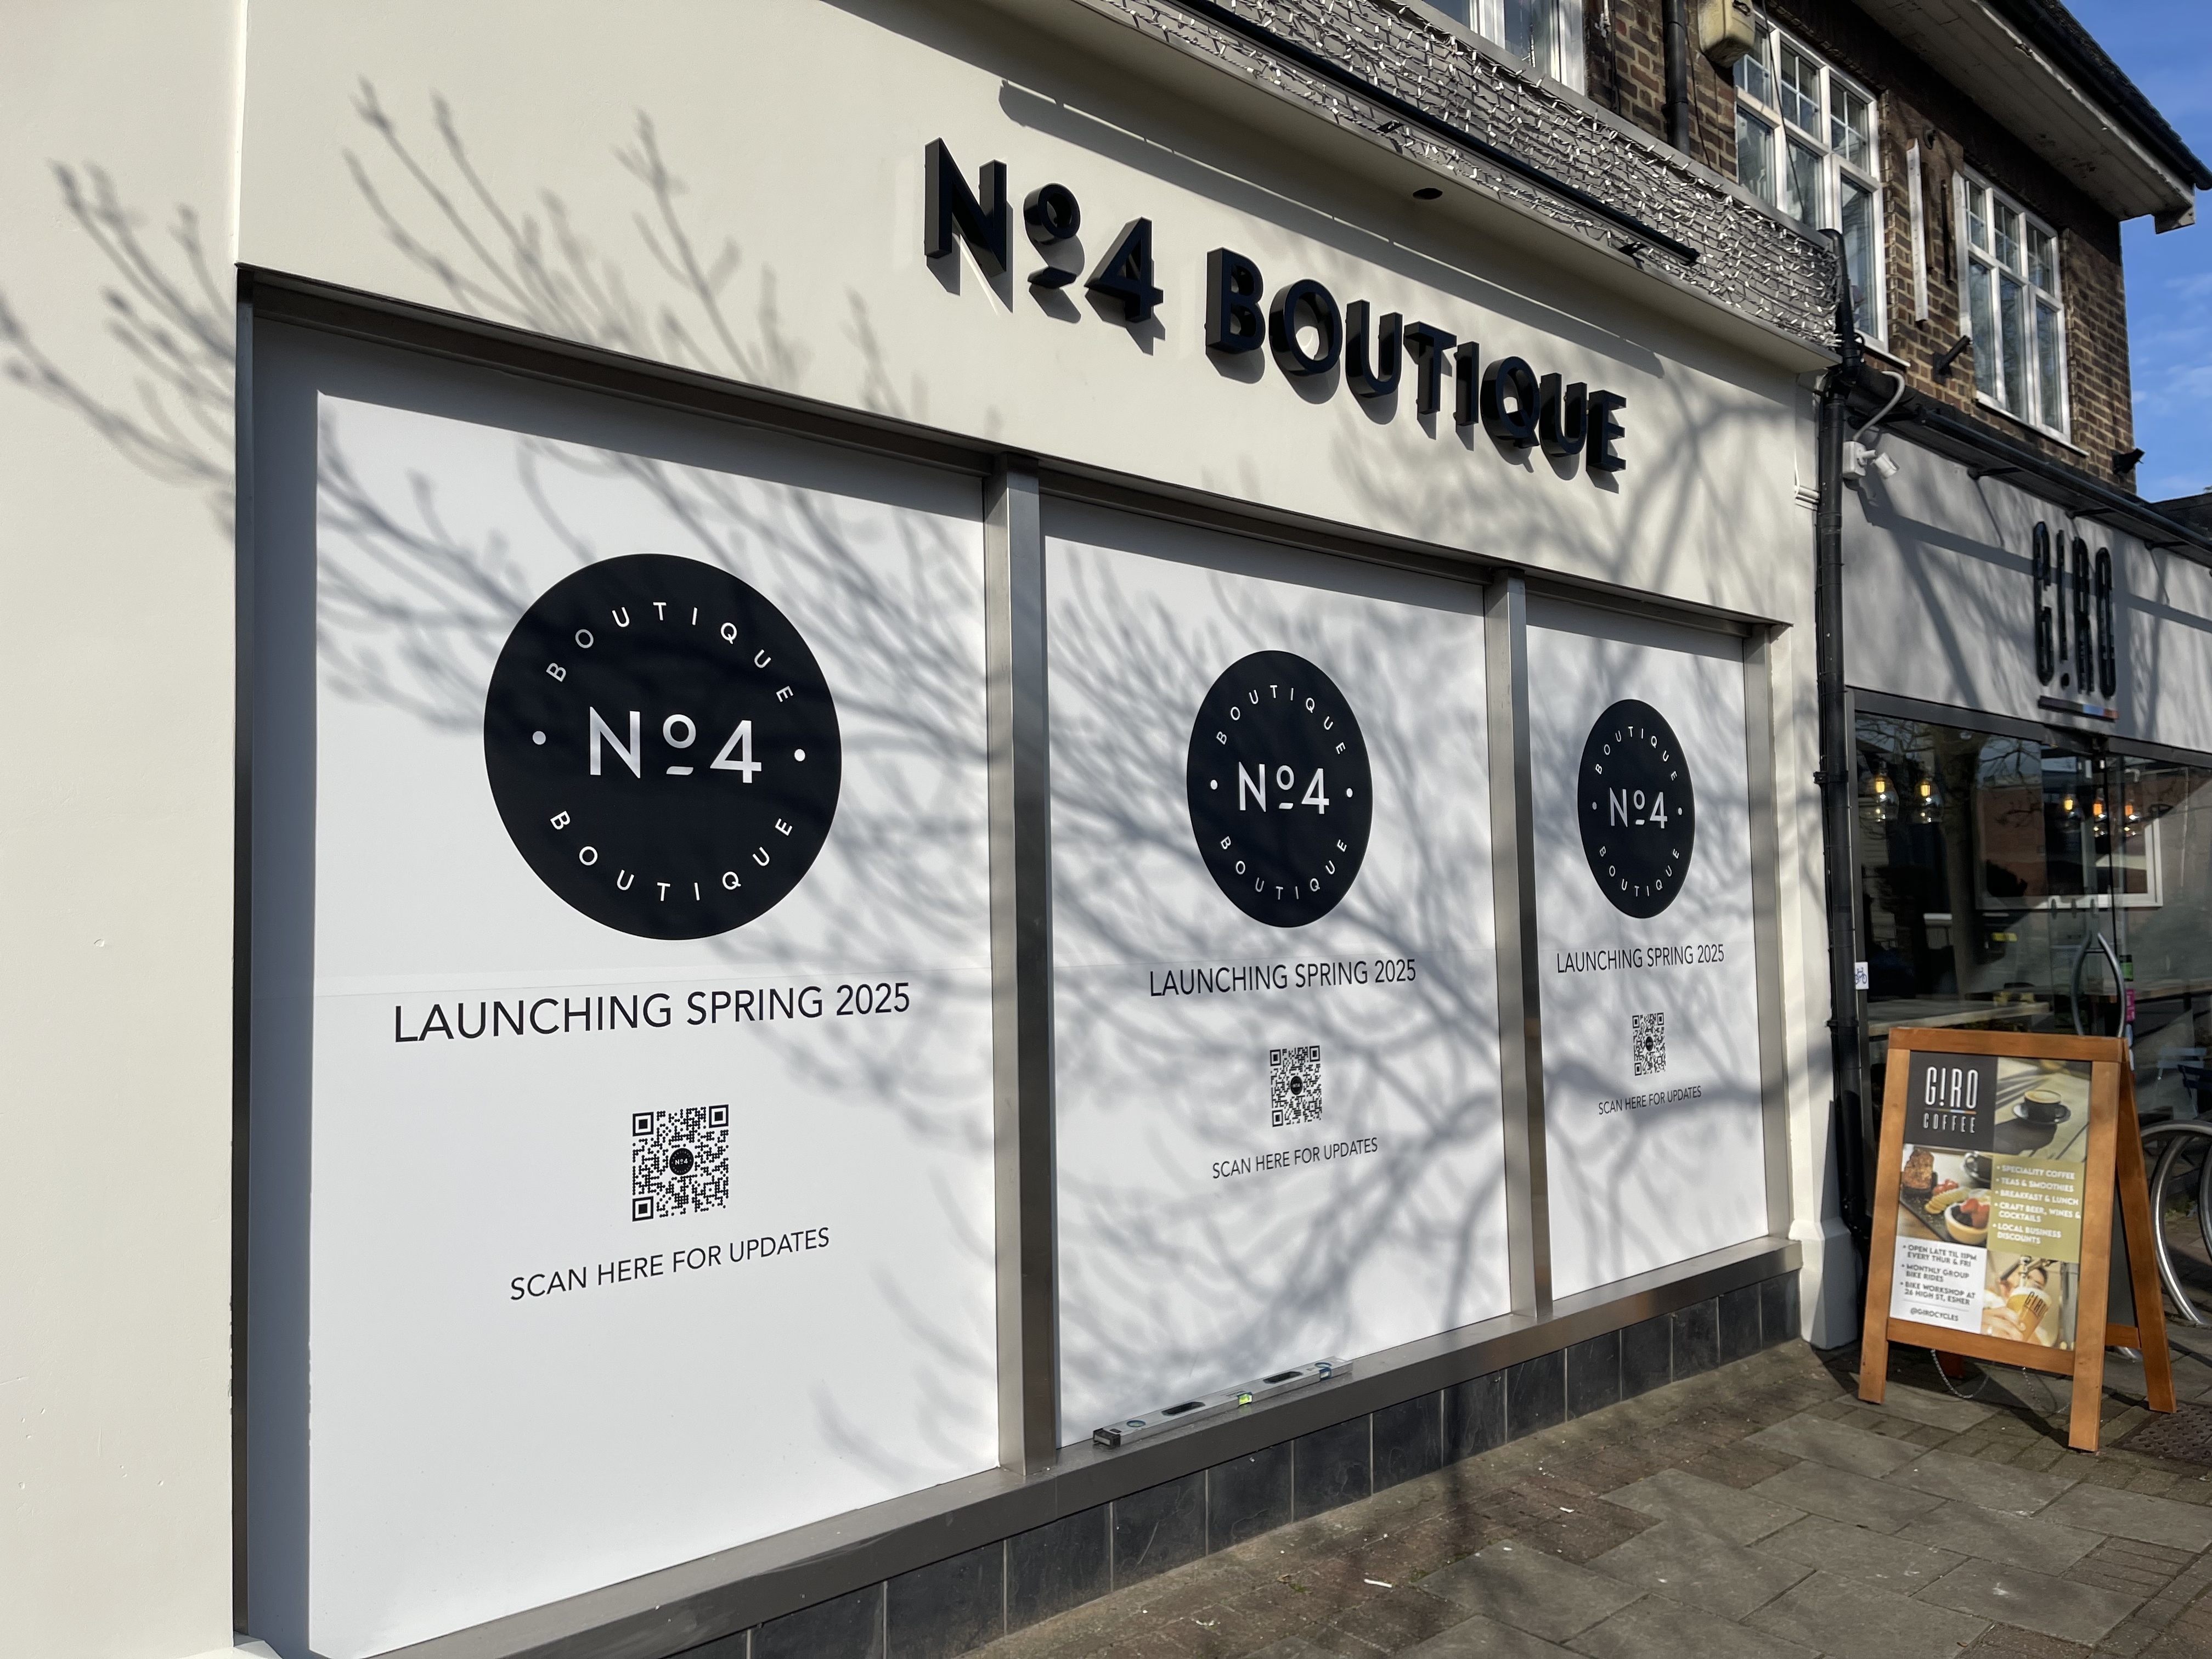 Nº4 BOUTIQUE
BOUTIQUE
Nº4
BOUTIQUE
LAUNCHING SPRING 2025
Nº4
SCAN HERE FOR UPDATES
BOUTIQUE
Nº4
BOUTIQUE
LAUNCHING SPRING 2025
SCAN HERE FOR UPDATES
BOUTIQUE
Nº4
BOUTIQUE
LAUNCHING SPRING 2025
SCAN HERE FOR UPDATES
G!RO
G!RO
COFFEE
• SPECIALITY COFFEE
• TEAS & SMOOTHIES
• BREAKFAST & LUNCH
• CRAFT BEER, WINES &
COCKTAILS
• LOCAL BUSINESS
DISCOUNTS
• OPEN LATE TIL 11PM
EVERY THUR & FRI
• MONTHLY GROUP
BIKE RIDES
• BIKE WORKSHOP AT
26 HIGH ST, ESHER
@GIROCYCLES
G!RO